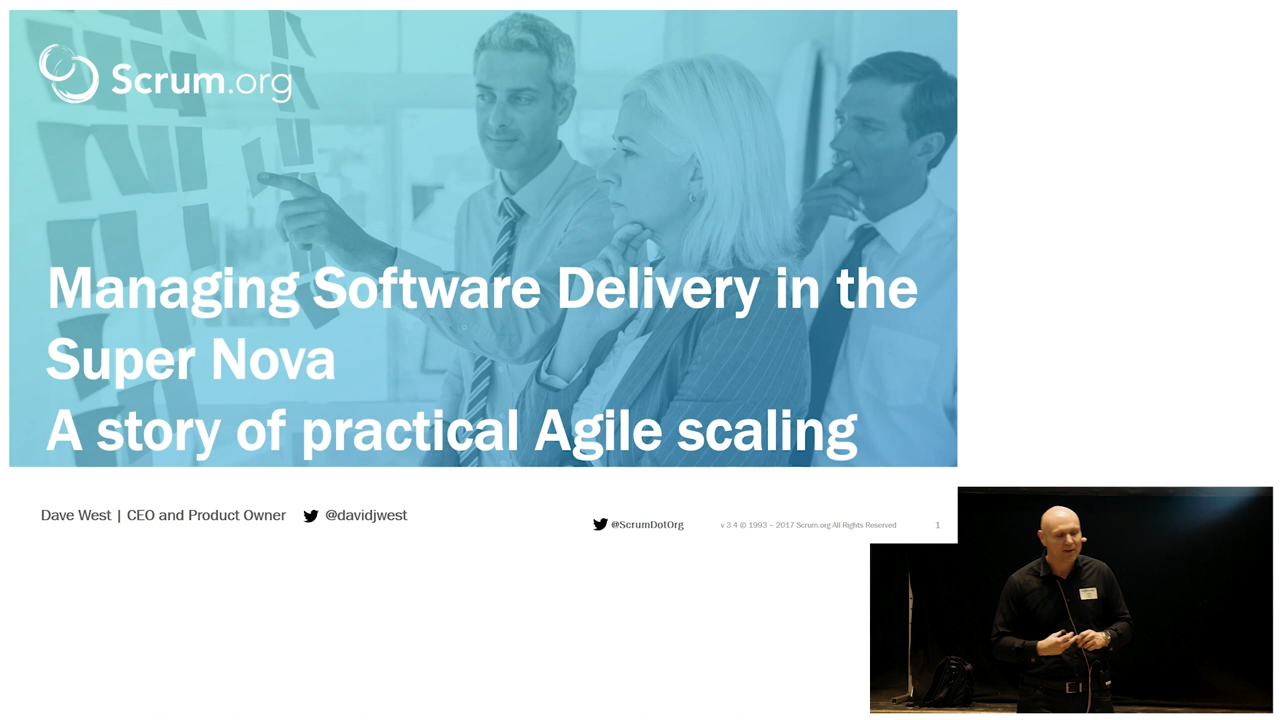 Scrum.org
Managing Software Delivery in the
Super Nova
A story of practical Agile scaling
Dave West | CEO and Product Owner @davidjwest
@ScrumDotOrg v 3.4 © 1993 – 2017 Scrum.org All Rights Reserved 1